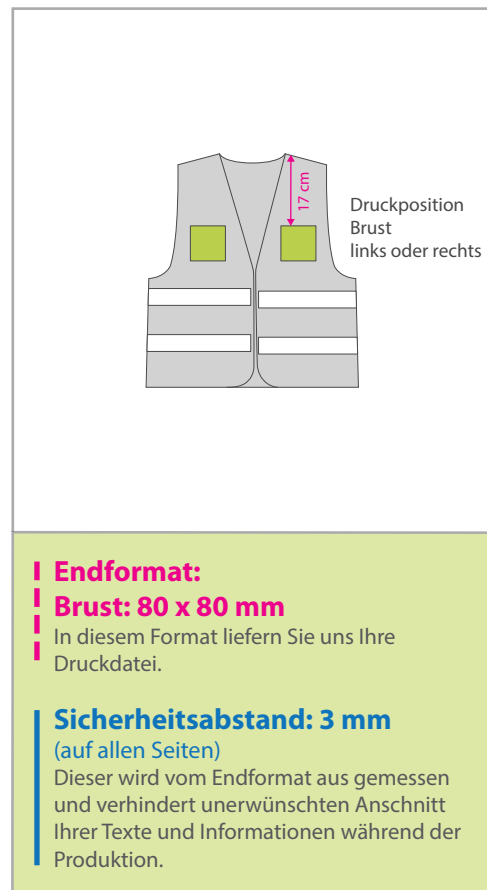 17 cm
Druckposition
Brust
links oder rechts
Endformat:
Brust: 80 x 80 mm
In diesem Format liefern Sie uns Ihre
Druckdatei.
Sicherheitsabstand: 3 mm
(auf allen Seiten)
Dieser wird vom Endformat aus gemessen
und verhindert unerwünschten Anschnitt
Ihrer Texte und Informationen während der
Produktion.